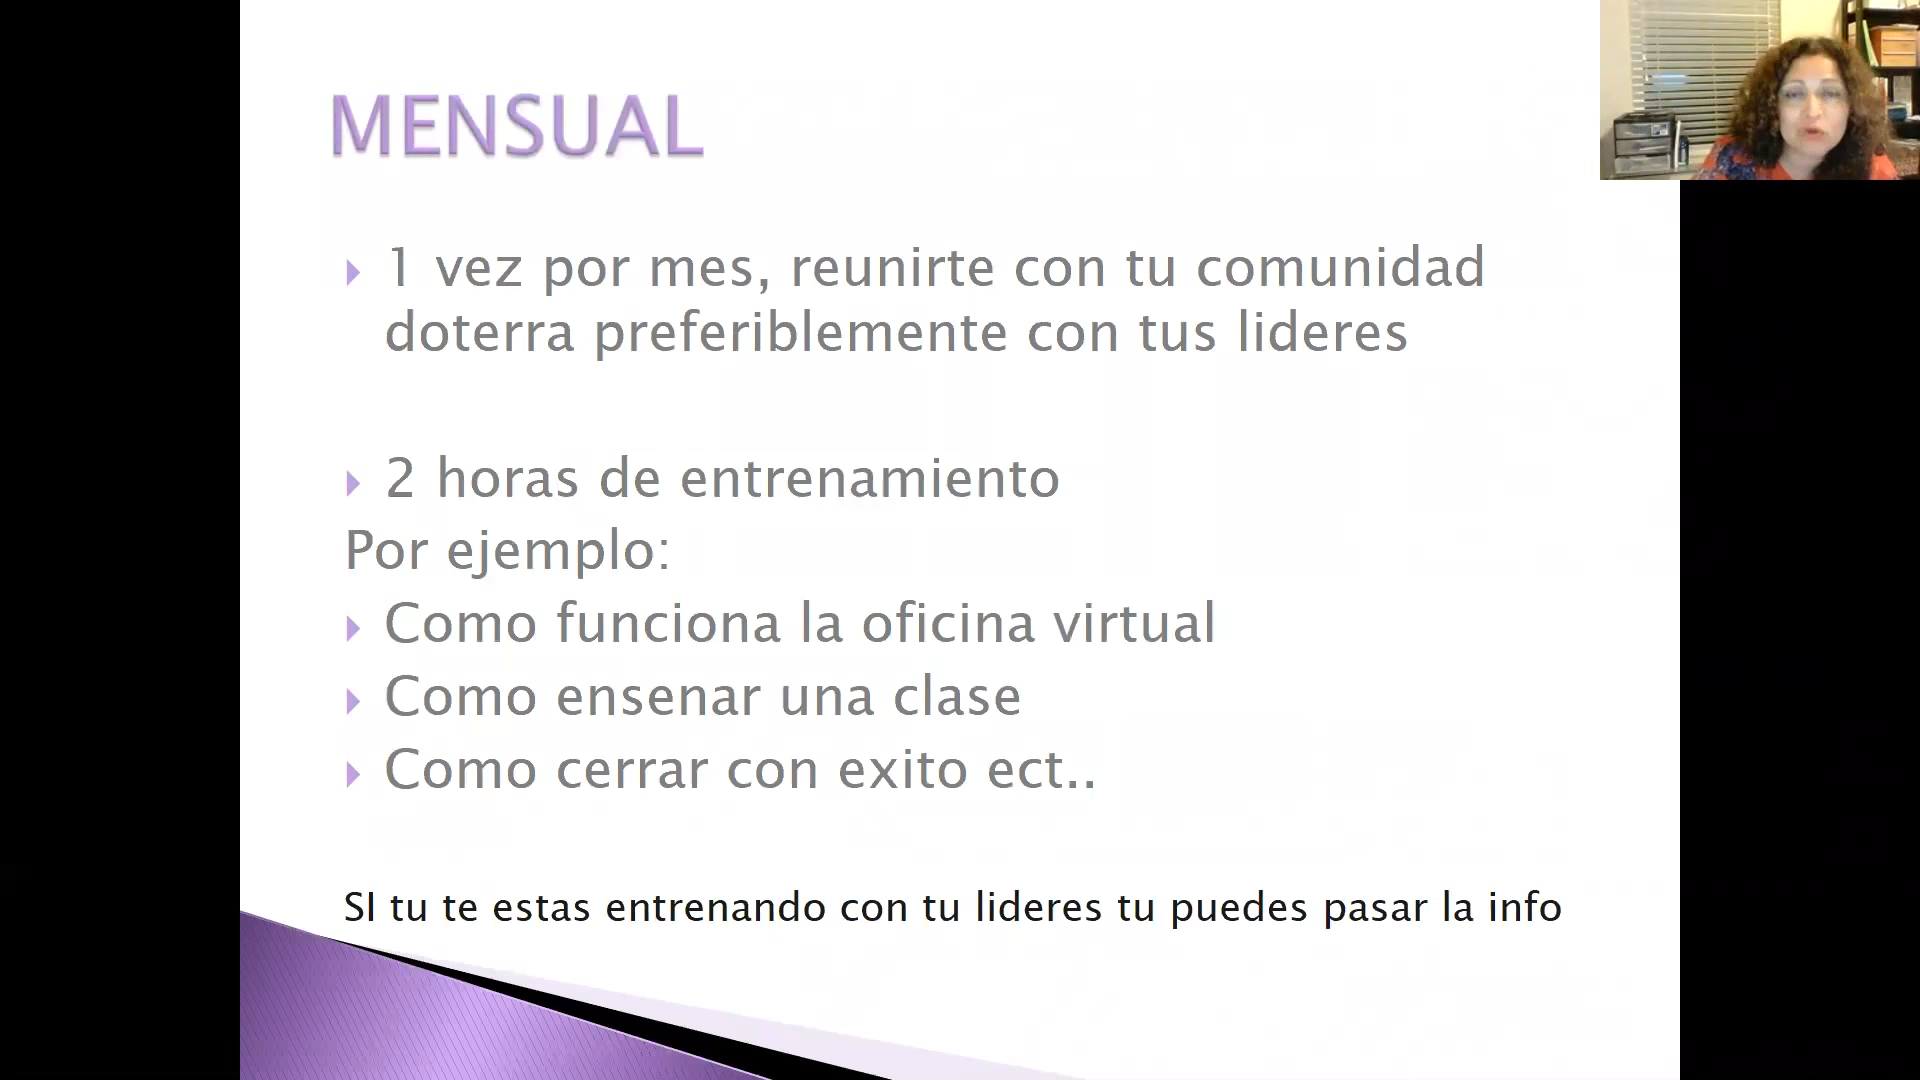 MENSUAL
1 vez por mes, reunirte con tu comunidad
doterra preferiblemente con tus lideres
2 horas de entrenamiento
Por ejemplo:
Como funciona la oficina virtual
Como ensenar una clase
Como cerrar con exito ect..
SI tu te estas entrenando con tu lideres tu puedes pasar la info